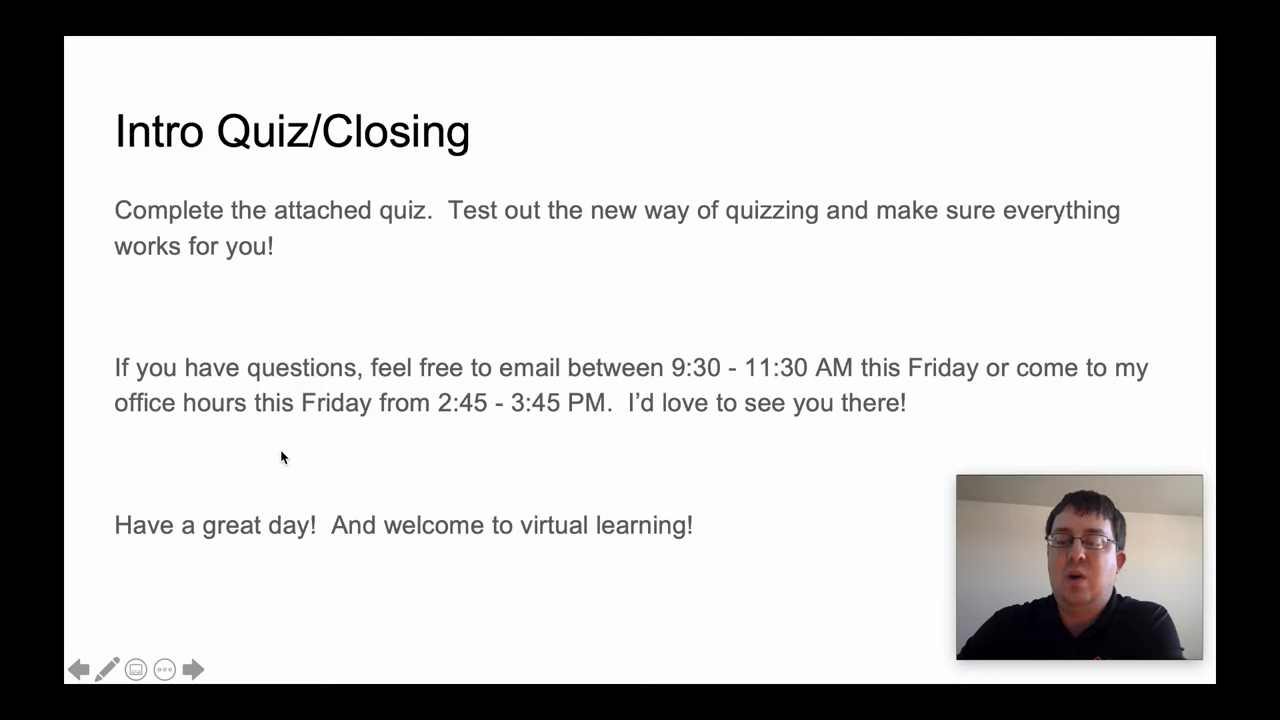 Intro Quiz/Closing
Complete the attached quiz.  Test out the new way of quizzing and make sure everything
works for you!
If you have questions, feel free to email between 9:30 - 11:30 AM this Friday or come to my
office hours this Friday from 2:45 - 3:45 PM.  I’d love to see you there!
Have a great day!  And welcome to virtual learning!